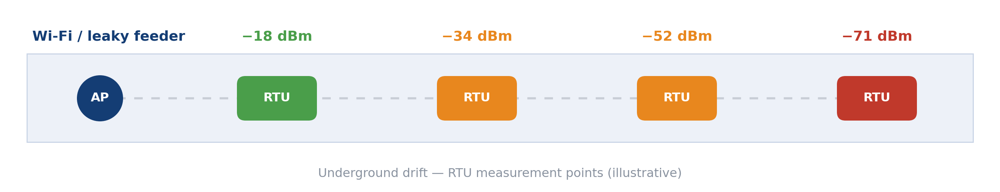 Wi-Fi / leaky feeder −18 dBm −34 dBm −52 dBm −71 dBm
AP RTU RTU RTU RTU
Underground drift — RTU measurement points (illustrative)